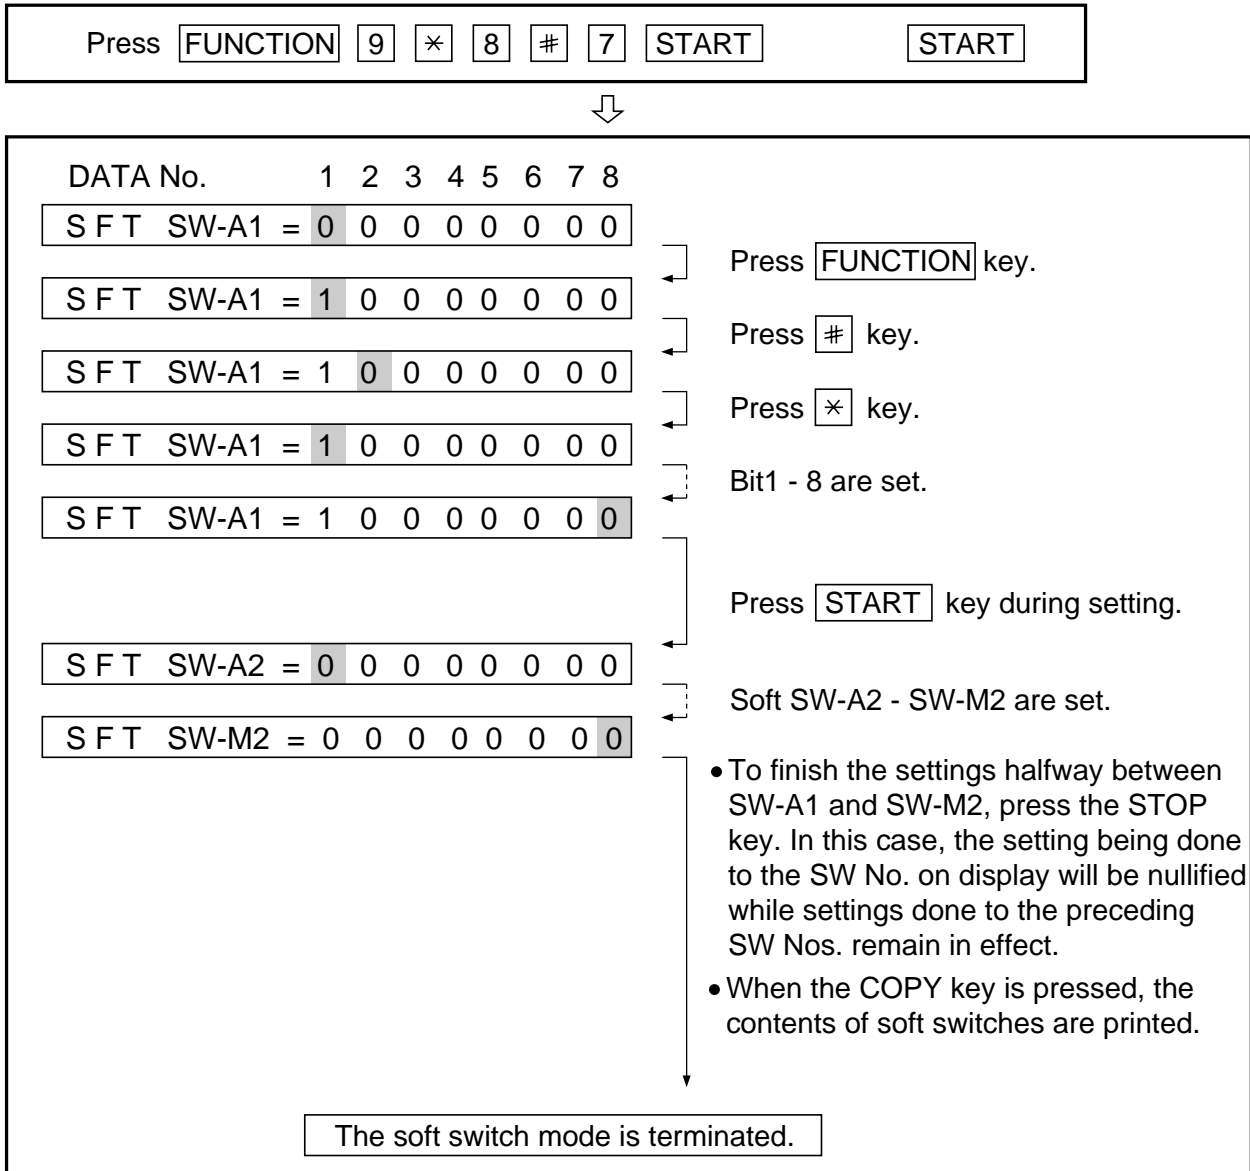 Press FUNCTION 9 * 8 # 7 START START
DATA No. 1 2 3 4 5 6 7 8
SFT SW-A1 = 0 0 0 0 0 0 0 0
Press FUNCTION key.
SFT SW-A1 = 1 0 0 0 0 0 0 0
Press # key.
SFT SW-A1 = 1 0 0 0 0 0 0 0
Press * key.
SFT SW-A1 = 1 0 0 0 0 0 0 0
Bit1 - 8 are set.
SFT SW-A1 = 1 0 0 0 0 0 0 0
Press START key during setting.
SFT SW-A2 = 0 0 0 0 0 0 0 0
Soft SW-A2 - SW-M2 are set.
SFT SW-M2 = 0 0 0 0 0 0 0 0
• To finish the settings halfway between
SW-A1 and SW-M2, press the STOP
key. In this case, the setting being done
to the SW No. on display will be nullified
while settings done to the preceding
SW Nos. remain in effect.
• When the COPY key is pressed, the
contents of soft switches are printed.
The soft switch mode is terminated.